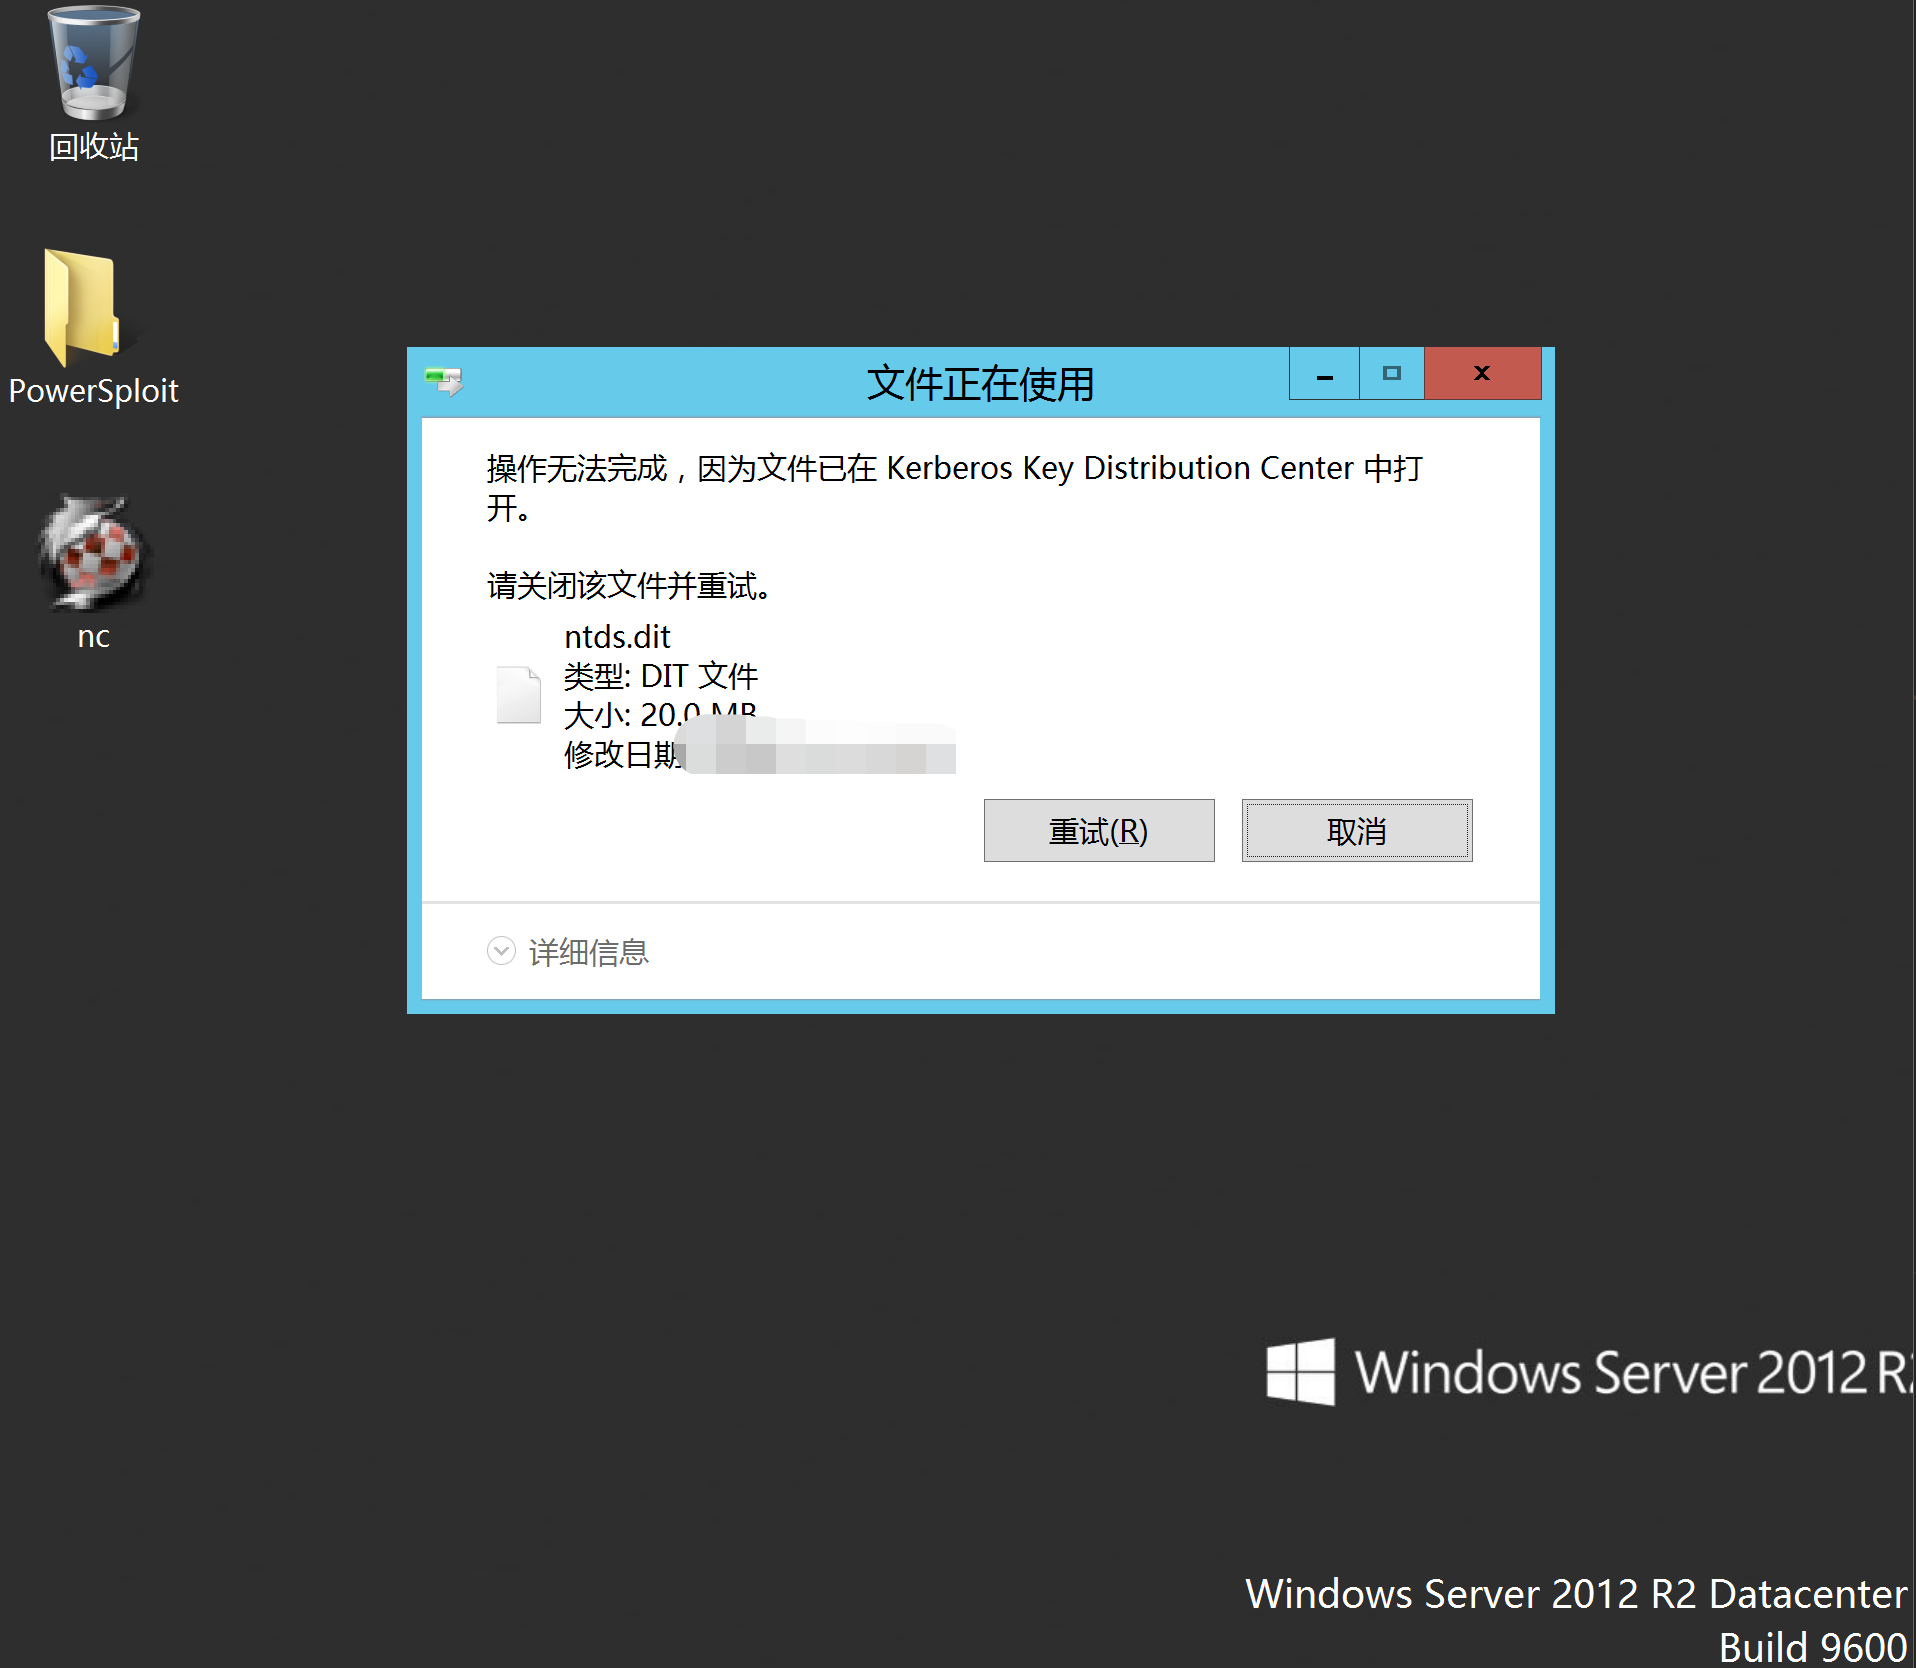 回收站
PowerSploit
nc
文件正在使用
操作无法完成，因为文件已在 Kerberos Key Distribution Center 中打
开。
请关闭该文件并重试。
ntds.dit
类型: DIT 文件
大小: 20.0 MB
修改日期
重试(R)
取消
详细信息
Windows Server 2012 R2
Windows Server 2012 R2 Datacenter
Build 9600